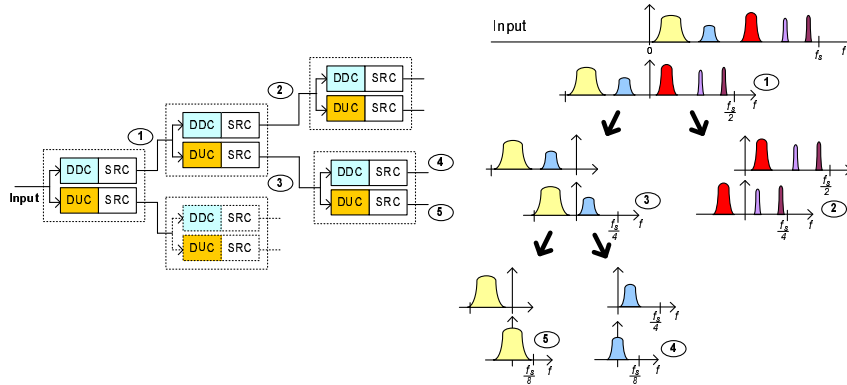 DDC SRC
DUC SRC
2
DDC SRC
DUC SRC
1
DDC SRC
DUC SRC
Input
3
DDC SRC
DUC SRC
4
5
DDC SRC
DUC SRC
Input
0
fs
f
1
fs/2
f
fs/2
f
3
fs/4
f
2
fs/4
f
fs/4
f
5
fs/8
f
4
fs/8
f